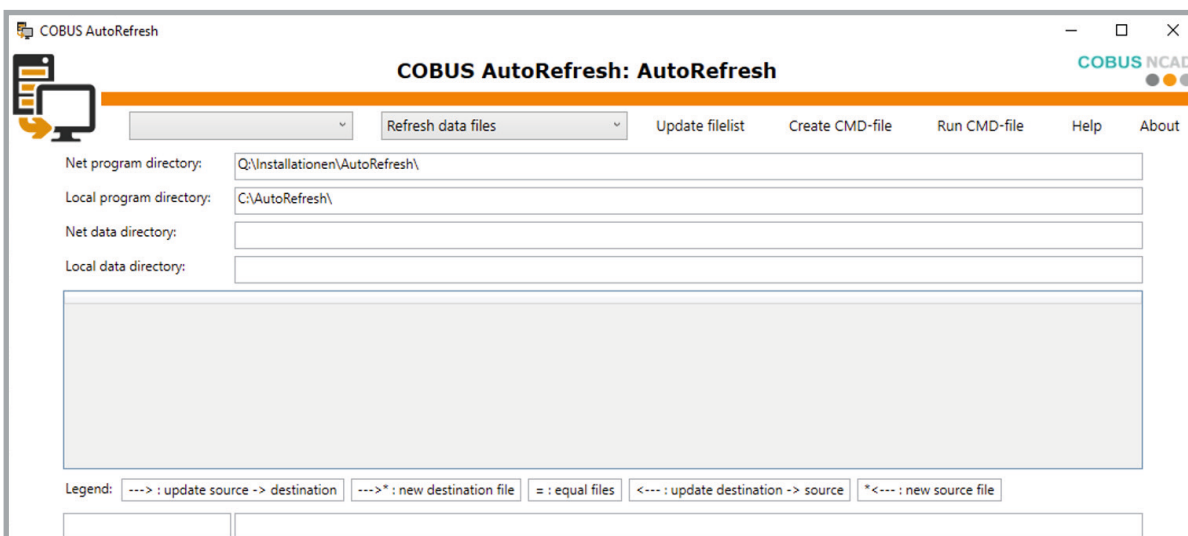 COBUS AutoRefresh
COBUS AutoRefresh: AutoRefresh
COBUS NCAD
Refresh data files Update filelist Create CMD-file Run CMD-file Help About
Net program directory: Q:\Installationen\AutoRefresh\
Local program directory: C:\AutoRefresh\
Net data directory:
Local data directory:
Legend: ---> : update source -> destination --->* : new destination file = : equal files <--- : update destination -> source *<--- : new source file